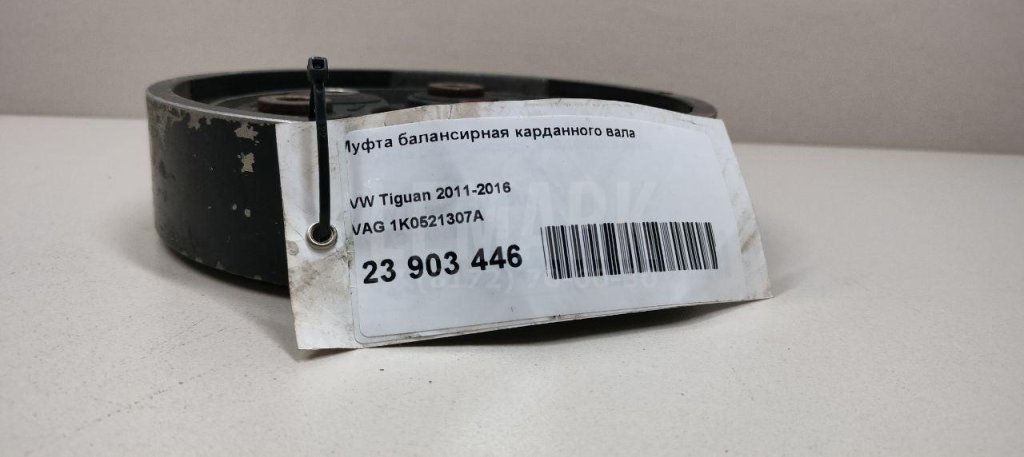 Муфта балансирная карданного вала
VW Tiguan 2011-2016
VAG 1K0521307A
23 903 446